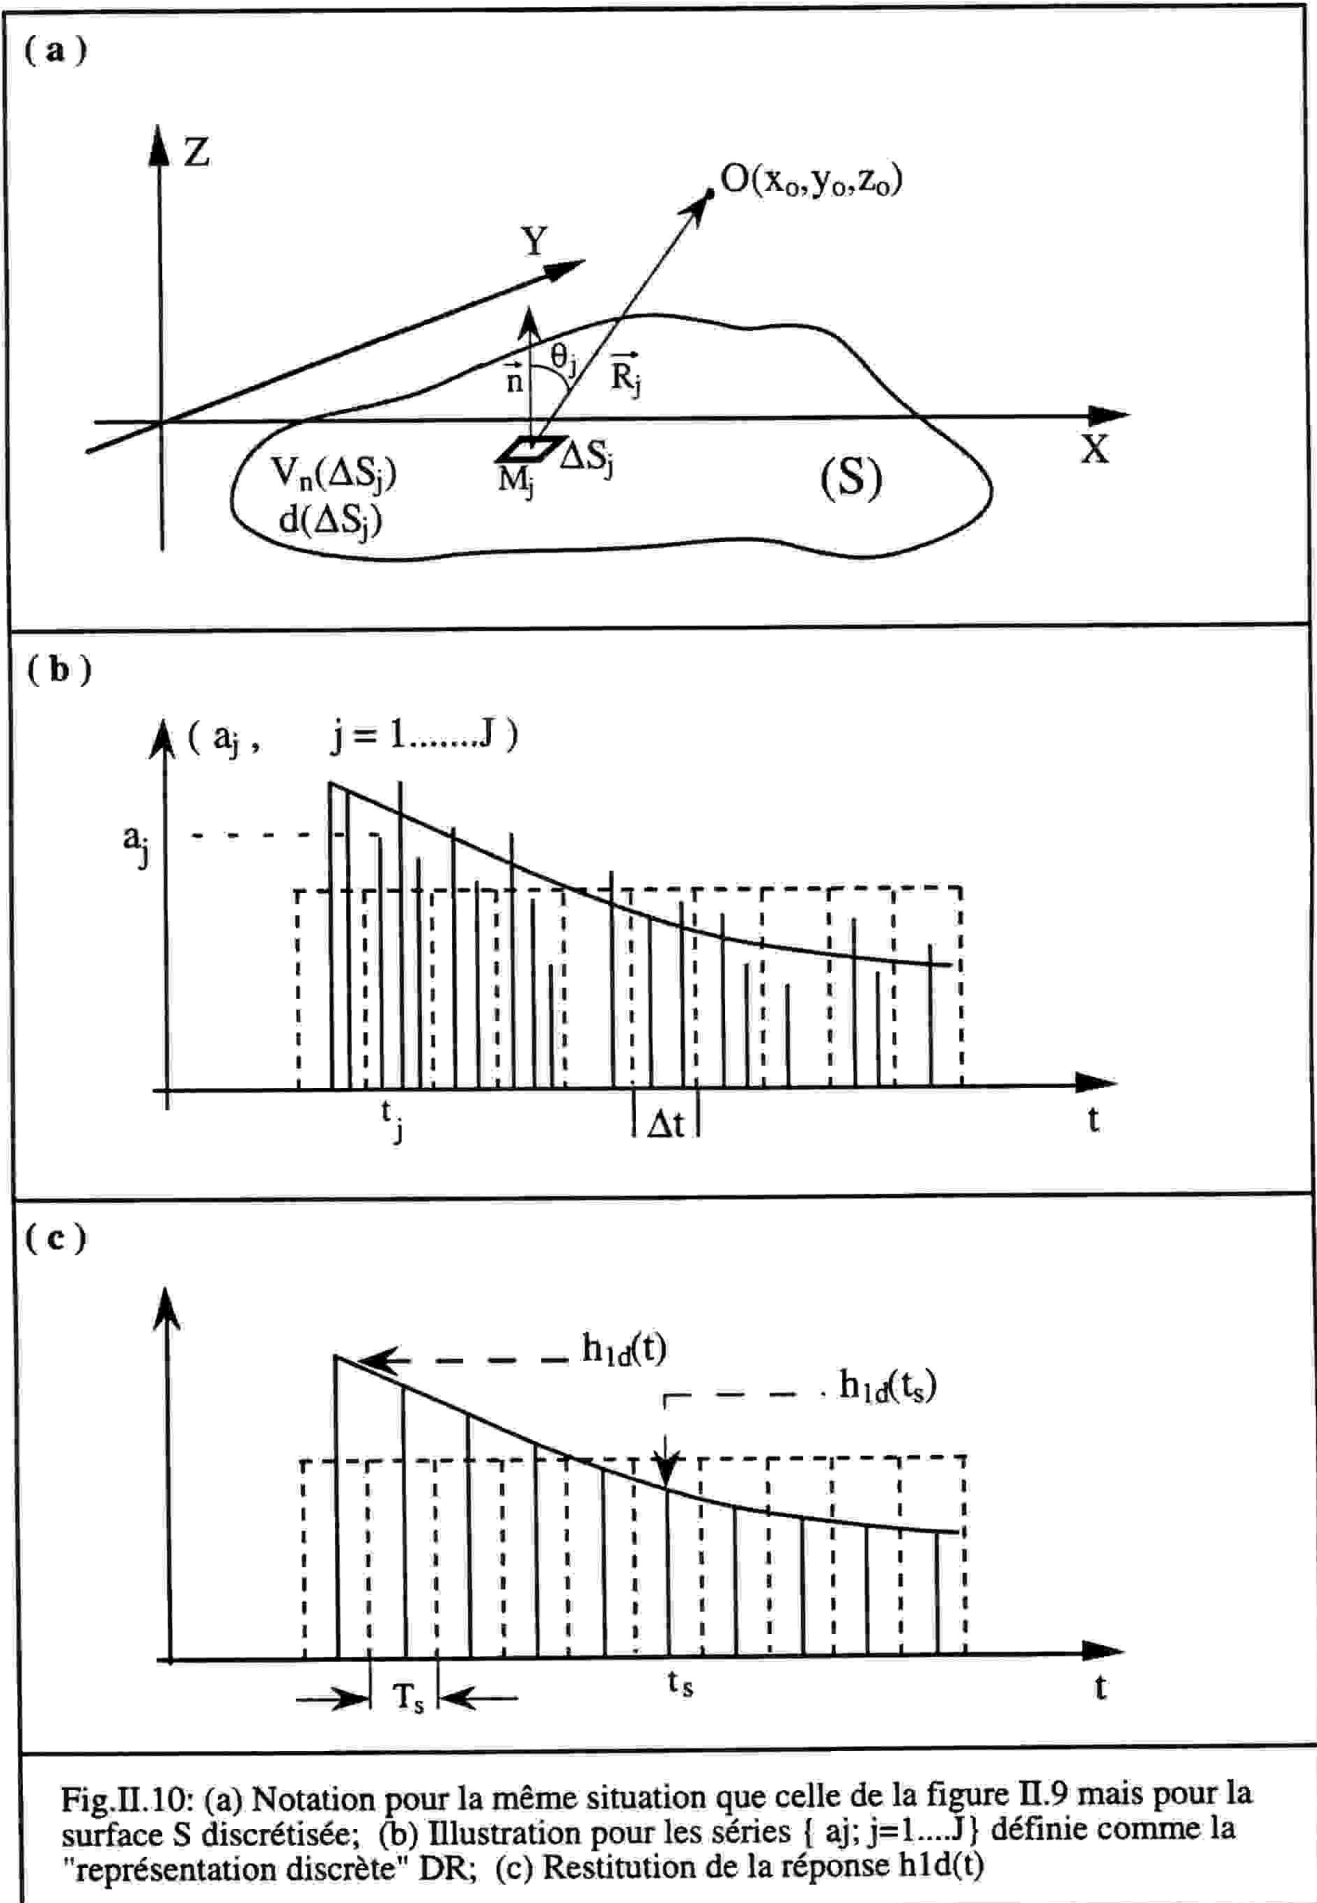 ( a )
Z
O(xo,yo,zo)
Y
θj
n
Rj
X
Mj
ΔSj
Vn(ΔSj)
d(ΔSj)
(S)
( b )
( aj , j = 1.......J )
aj
tj
Δt
t
( c )
h1d(t)
h1d(ts)
Ts
ts
t
Fig.II.10: (a) Notation pour la même situation que celle de la figure II.9 mais pour la
surface S discrétisée; (b) Illustration pour les séries { aj; j=1....J} définie comme la
"représentation discrète" DR; (c) Restitution de la réponse h1d(t)